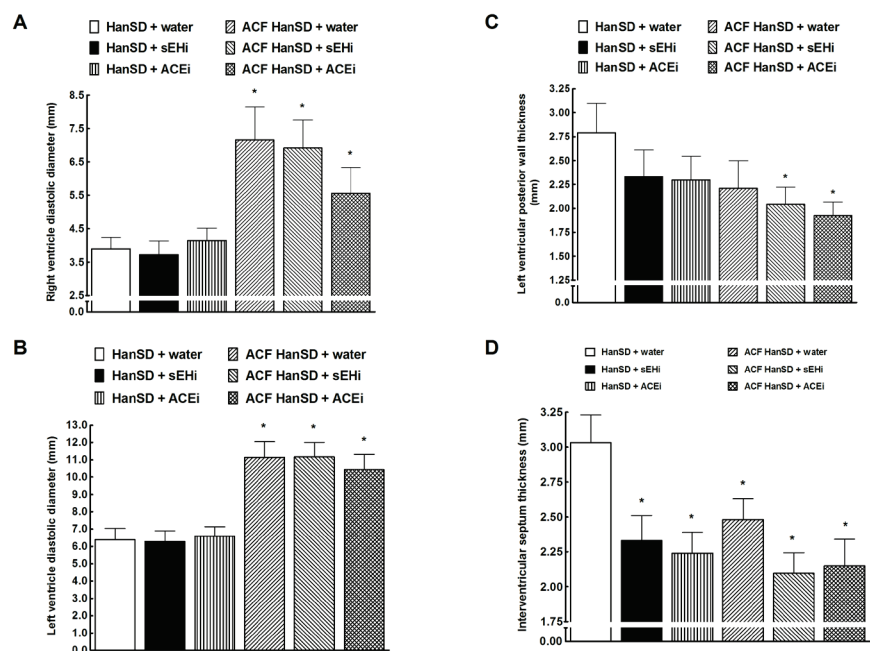 A
HanSD + water
HanSD + sEHi
HanSD + ACEi
ACF HanSD + water
ACF HanSD + sEHi
ACF HanSD + ACEi
Right ventricle diastolic diameter (mm)
8.5
7.5
6.5
5.5
4.5
3.5
2.5
0.0
*
*
*
B
HanSD + water
HanSD + sEHi
HanSD + ACEi
ACF HanSD + water
ACF HanSD + sEHi
ACF HanSD + ACEi
Left ventricle diastolic diameter (mm)
13.0
12.0
11.0
10.0
9.0
8.0
7.0
6.0
5.0
4.0
3.0
2.0
1.0
0.0
*
*
*
C
HanSD + water
HanSD + sEHi
HanSD + ACEi
ACF HanSD + water
ACF HanSD + sEHi
ACF HanSD + ACEi
Left ventricular posterior wall thickness
(mm)
3.25
3.00
2.75
2.50
2.25
2.00
1.75
1.50
1.25
0.0
*
*
D
HanSD + water
HanSD + sEHi
HanSD + ACEi
ACF HanSD + water
ACF HanSD + sEHi
ACF HanSD + ACEi
Interventricular septum thickness (mm)
3.25
3.00
2.75
2.50
2.25
2.00
1.75
0.00
*
*
*
*
*